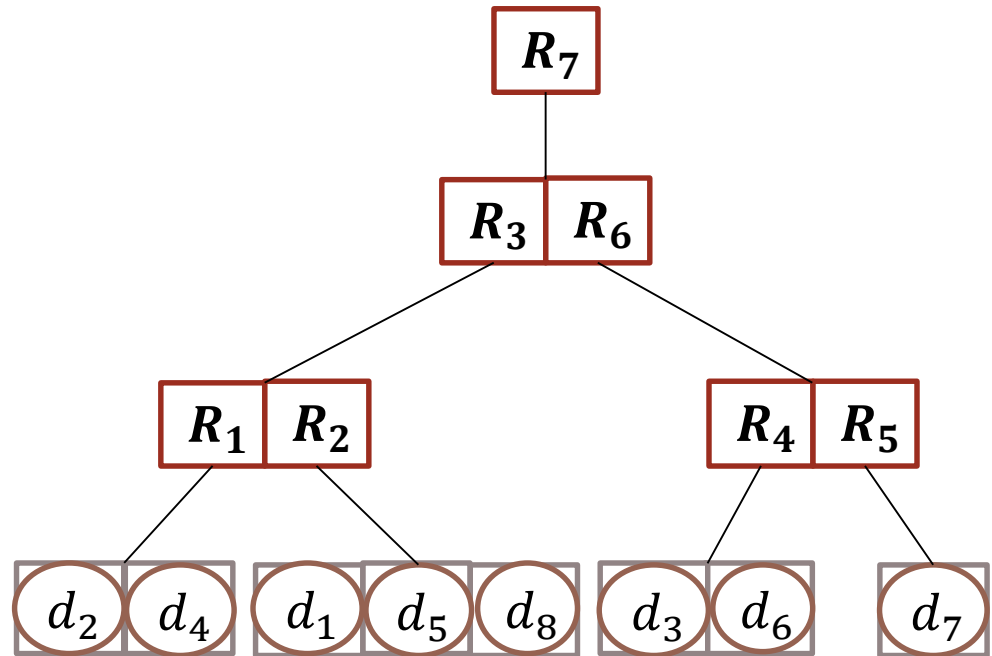 R₇
R₃ R₆
R₁ R₂ R₄ R₅
d₂ d₄ d₁ d₅ d₈ d₃ d₆ d₇